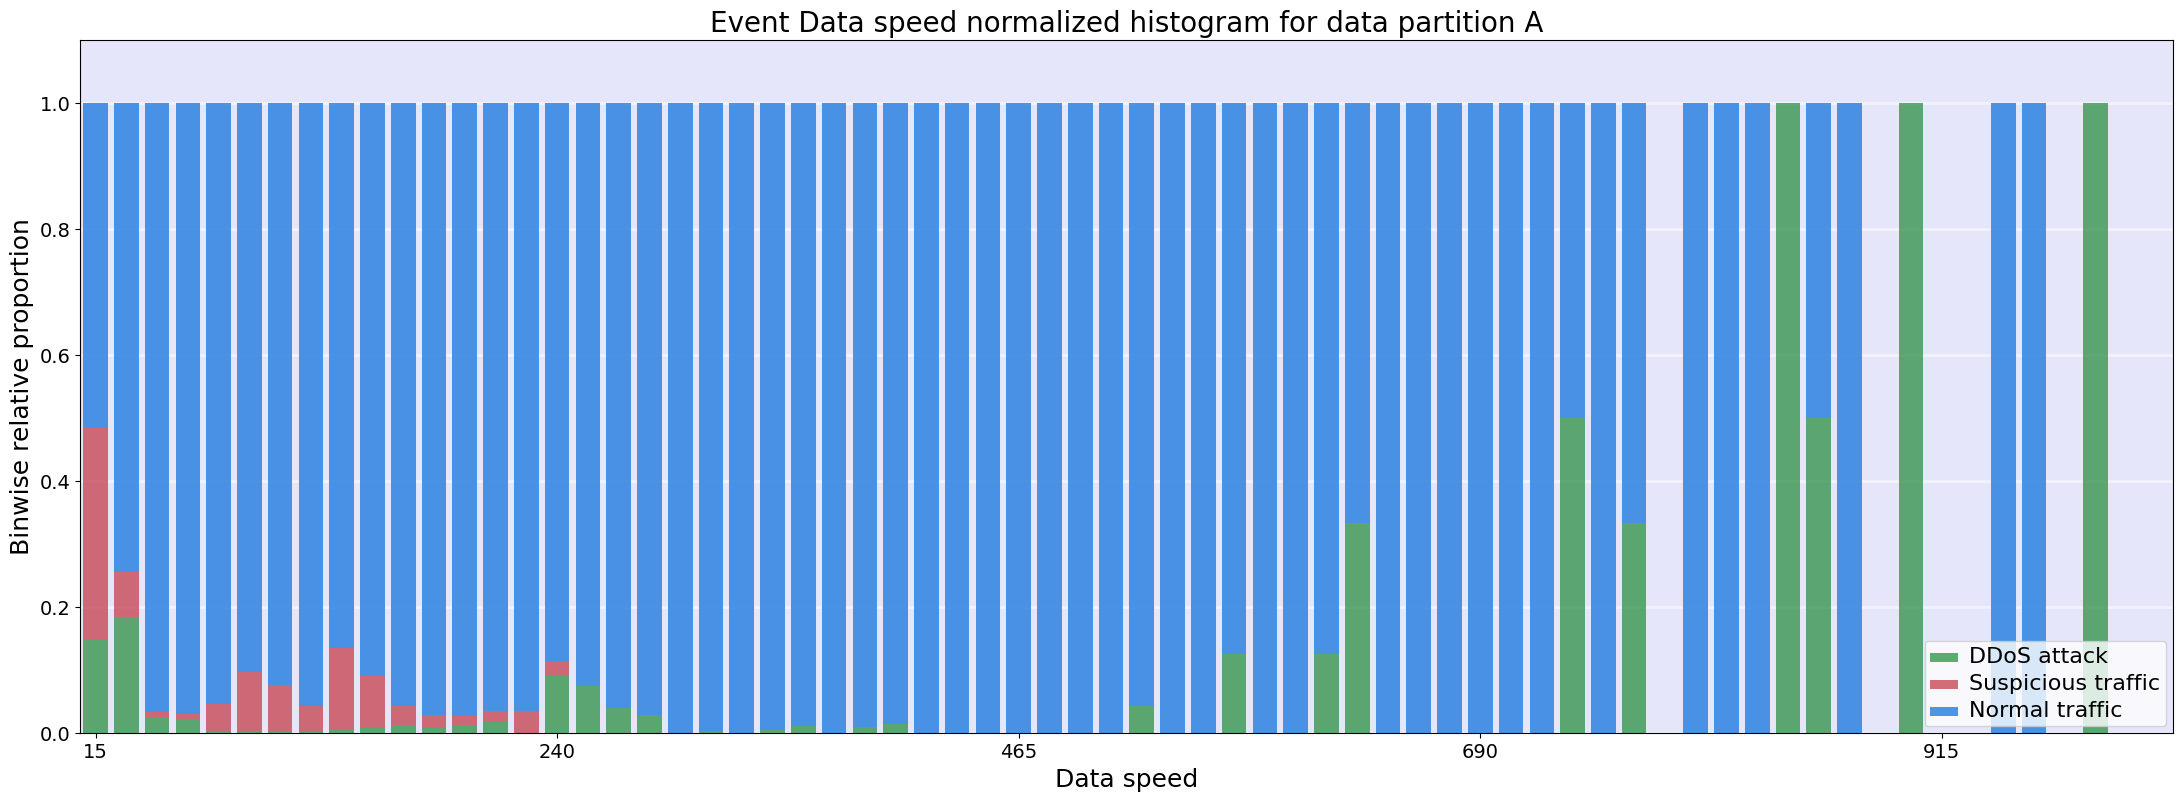 Event Data speed normalized histogram for data partition A
Binwise relative proportion
1.0
0.8
0.6
0.4
0.2
0.0
15
240
465
690
915
Data speed
DDoS attack
Suspicious traffic
Normal traffic